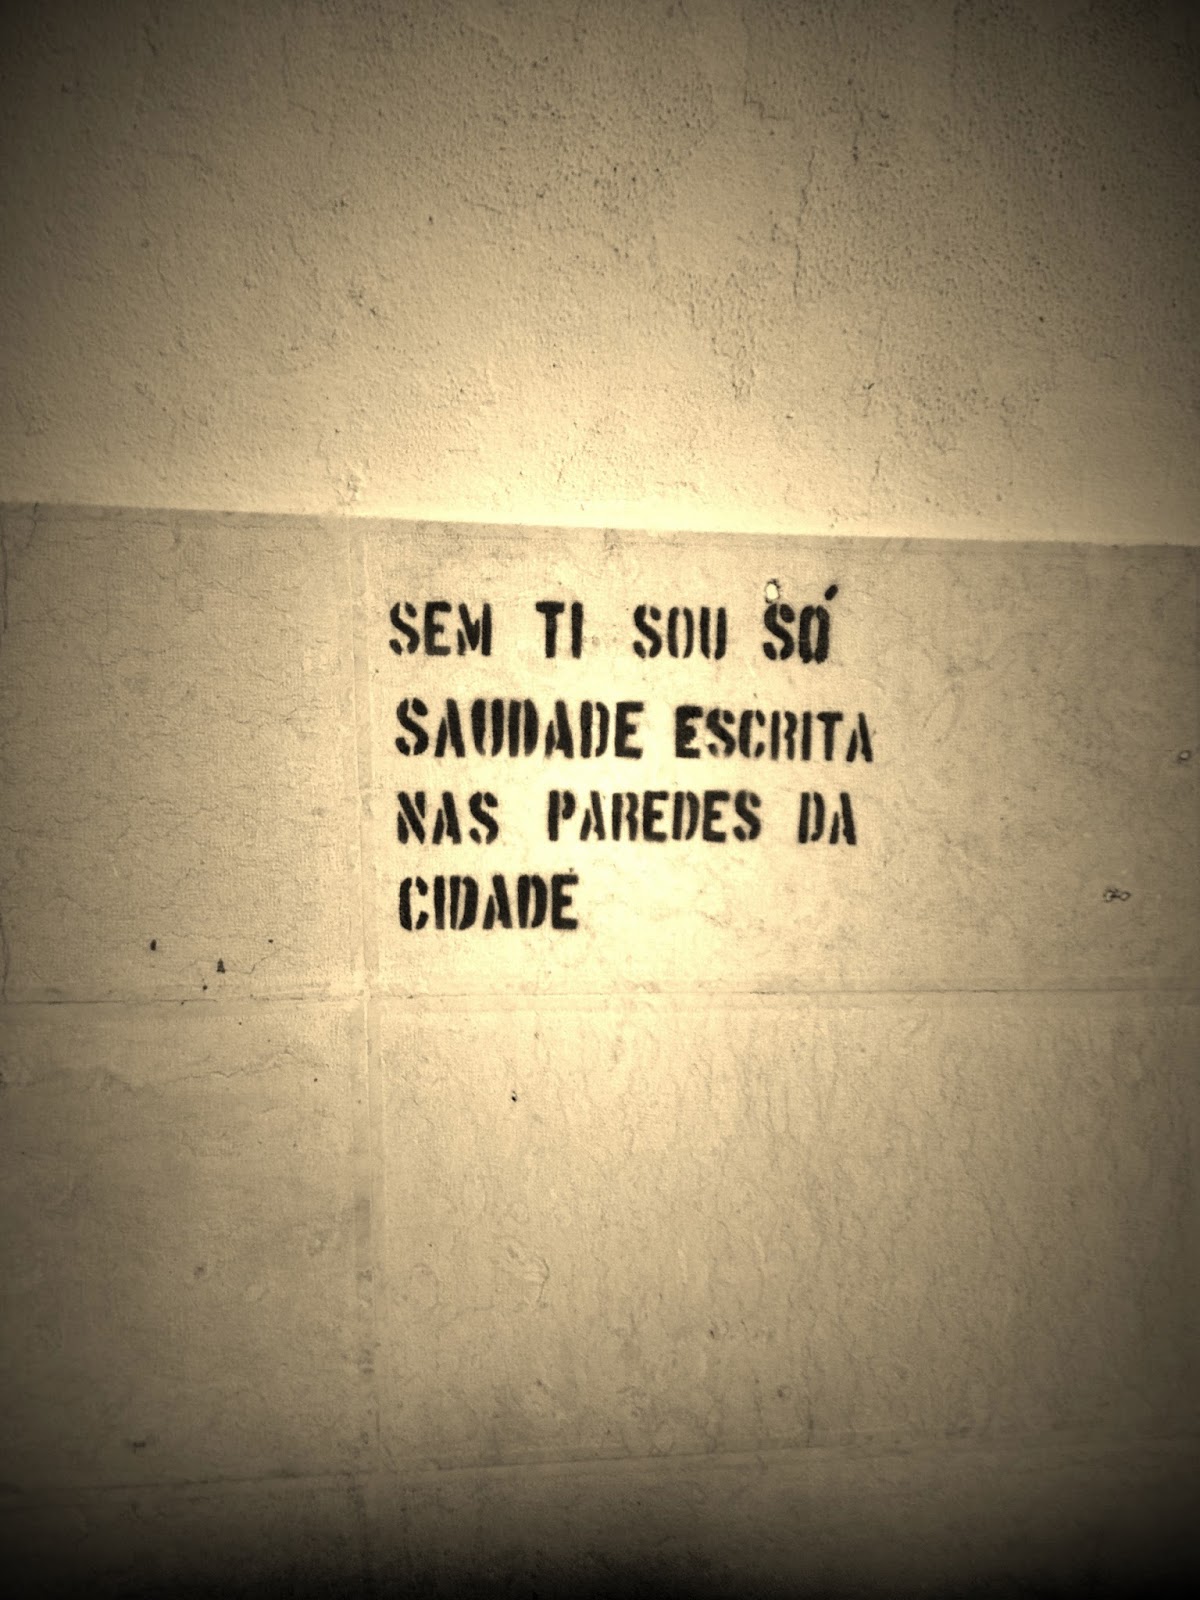 SEM TI SOU SÓ
SAUDADE ESCRITA
NAS PAREDES DA
CIDADE